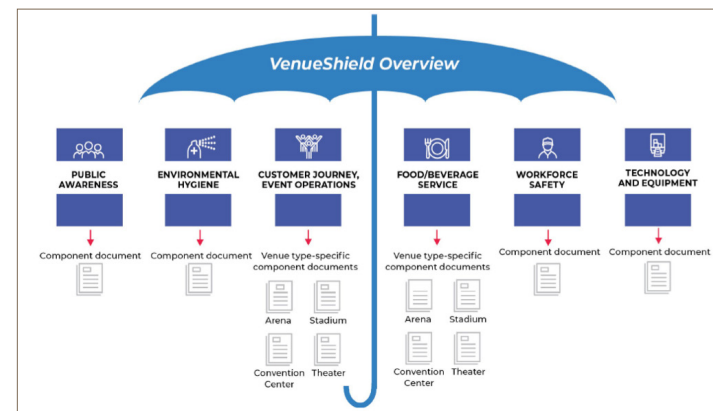 VenueShield Overview
PUBLIC
AWARENESS
Component document
ENVIRONMENTAL
HYGIENE
Component document
CUSTOMER JOURNEY,
EVENT OPERATIONS
Venue type-specific
component documents
Arena
Stadium
Convention
Center
Theater
FOOD/BEVERAGE
SERVICE
Venue type-specific
component documents
Arena
Stadium
Convention
Center
Theater
WORKFORCE
SAFETY
Component document
TECHNOLOGY
AND EQUIPMENT
Component document